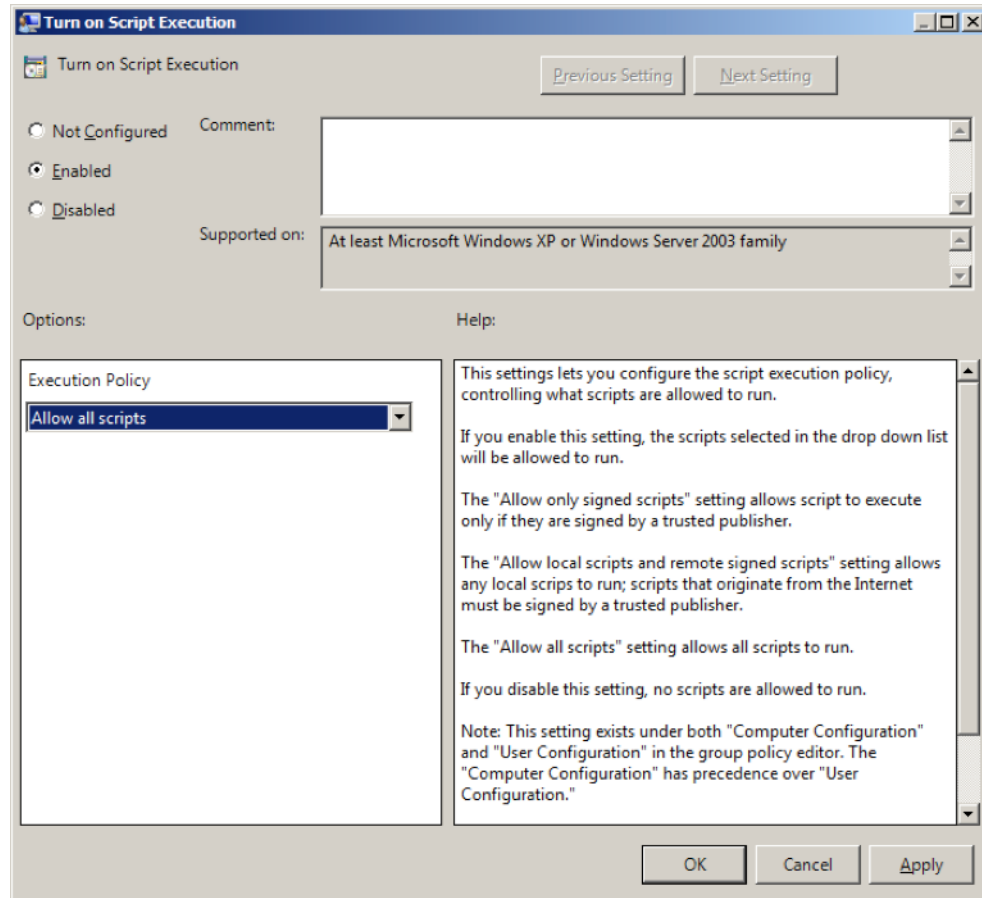 Turn on Script Execution
Turn on Script Execution
Previous Setting
Next Setting
Not Configured
Comment:
Enabled
Disabled
Supported on:
At least Microsoft Windows XP or Windows Server 2003 family
Options:
Help:
Execution Policy
Allow all scripts
This settings lets you configure the script execution policy,
controlling what scripts are allowed to run.
If you enable this setting, the scripts selected in the drop down list
will be allowed to run.
The "Allow only signed scripts" setting allows script to execute
only if they are signed by a trusted publisher.
The "Allow local scripts and remote signed scripts" setting allows
any local scrips to run; scripts that originate from the Internet
must be signed by a trusted publisher.
The "Allow all scripts" setting allows all scripts to run.
If you disable this setting, no scripts are allowed to run.
Note: This setting exists under both "Computer Configuration"
and "User Configuration" in the group policy editor. The
"Computer Configuration" has precedence over "User
Configuration."
OK
Cancel
Apply